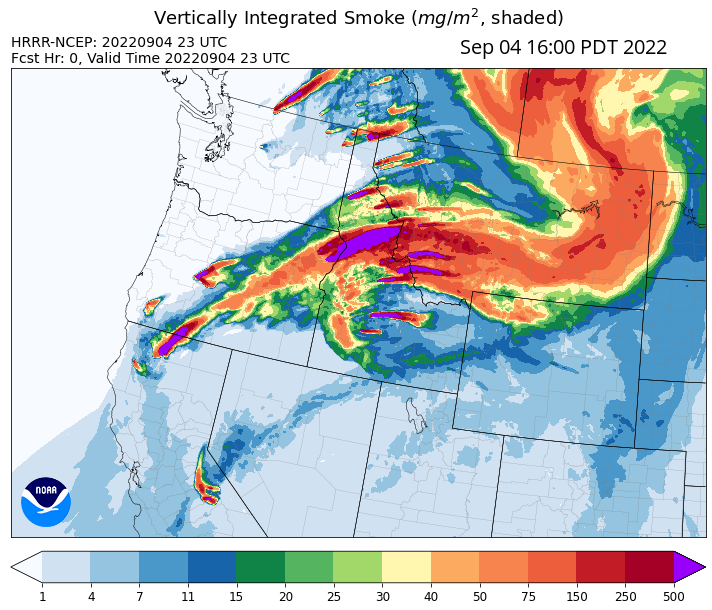 Vertically Integrated Smoke (mg/m², shaded)
HRRR-NCEP: 20220904 23 UTC
Fcst Hr: 0, Valid Time 20220904 23 UTC
Sep 04 16:00 PDT 2022
NOAA
1 4 7 11 15 20 25 30 40 50 75 150 250 500